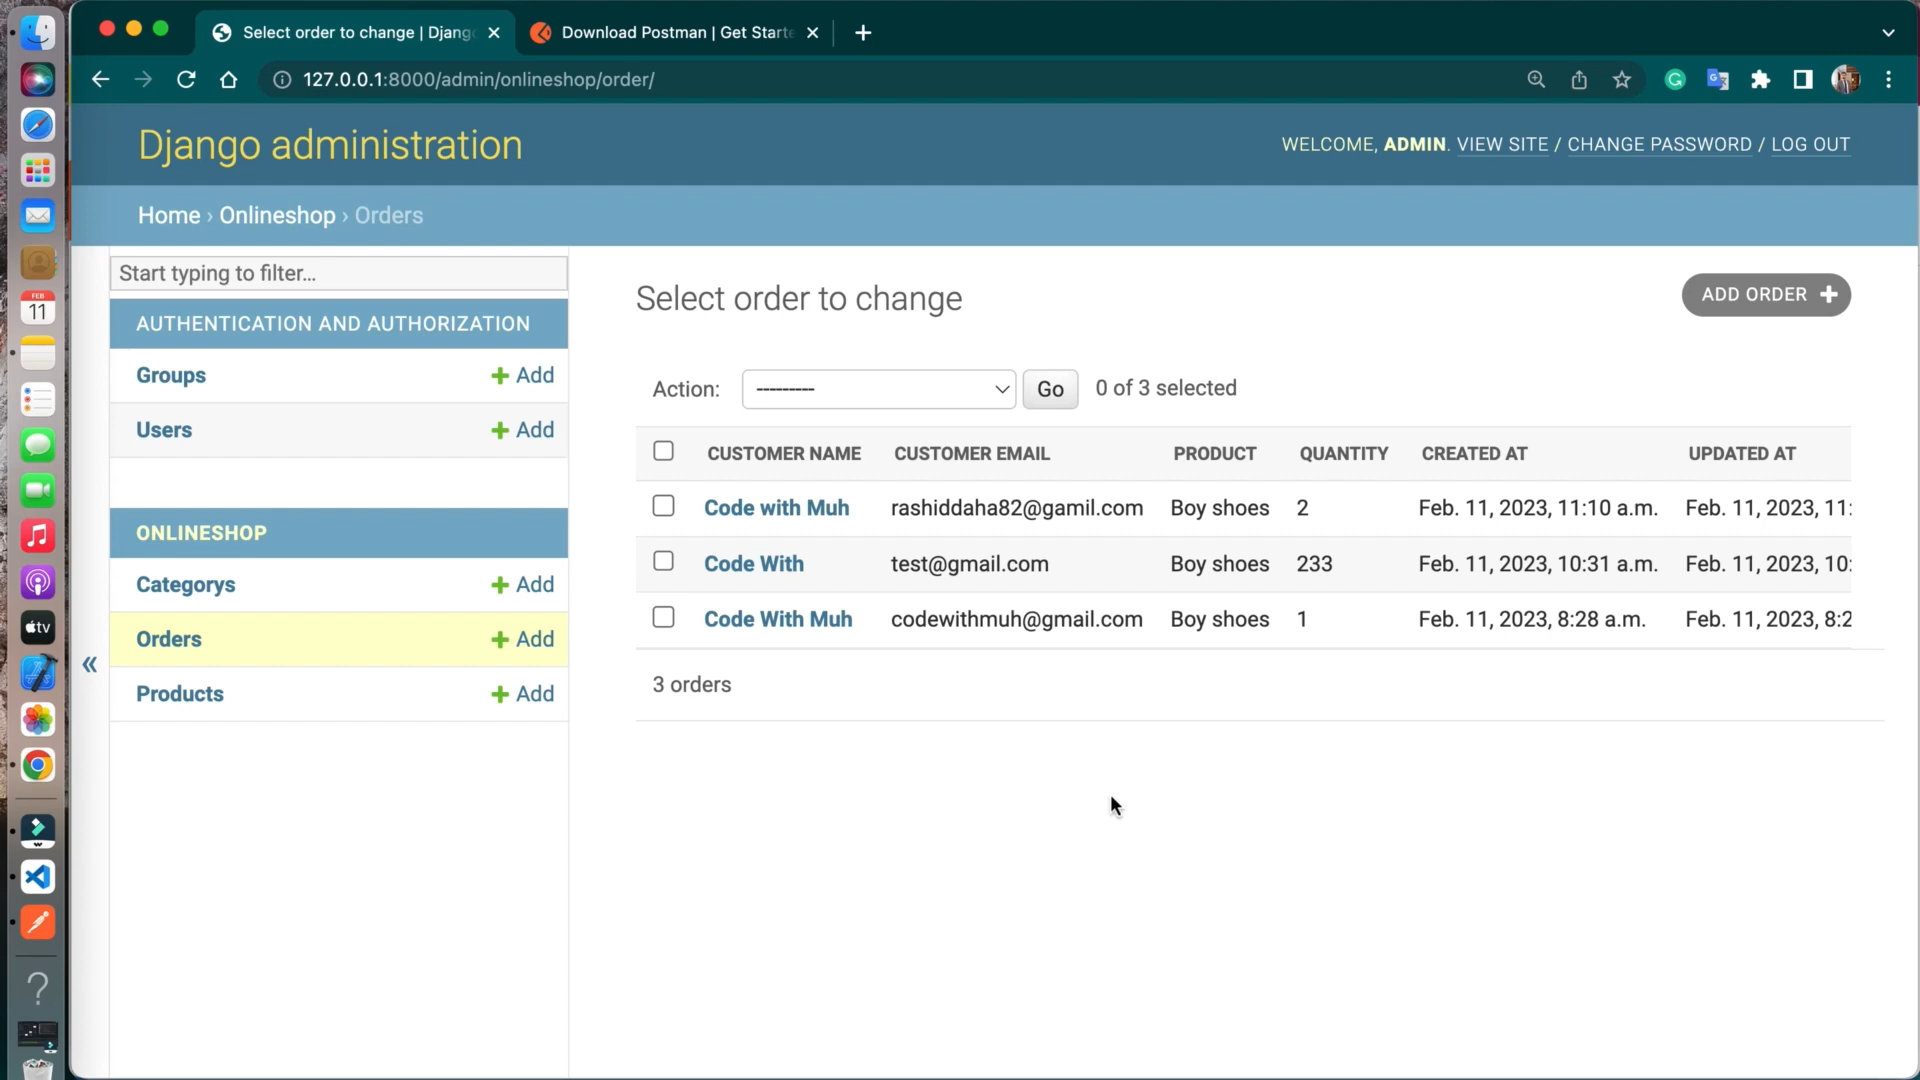 Select order to change | Djang
Download Postman | Get Starte
127.0.0.1:8000/admin/onlineshop/order/
Django administration
WELCOME, ADMIN. VIEW SITE / CHANGE PASSWORD / LOG OUT
Home › Onlineshop › Orders
Start typing to filter...
AUTHENTICATION AND AUTHORIZATION
Groups + Add
Users + Add
ONLINESHOP
Categorys + Add
Orders + Add
Products + Add
«
Select order to change
ADD ORDER +
Action: --------- Go 0 of 3 selected
CUSTOMER NAME CUSTOMER EMAIL PRODUCT QUANTITY CREATED AT UPDATED AT
Code with Muh rashiddaha82@gamil.com Boy shoes 2 Feb. 11, 2023, 11:10 a.m. Feb. 11, 2023, 11:
Code With test@gmail.com Boy shoes 233 Feb. 11, 2023, 10:31 a.m. Feb. 11, 2023, 10:
Code With Muh codewithmuh@gmail.com Boy shoes 1 Feb. 11, 2023, 8:28 a.m. Feb. 11, 2023, 8:2
3 orders
FEB
11
tv